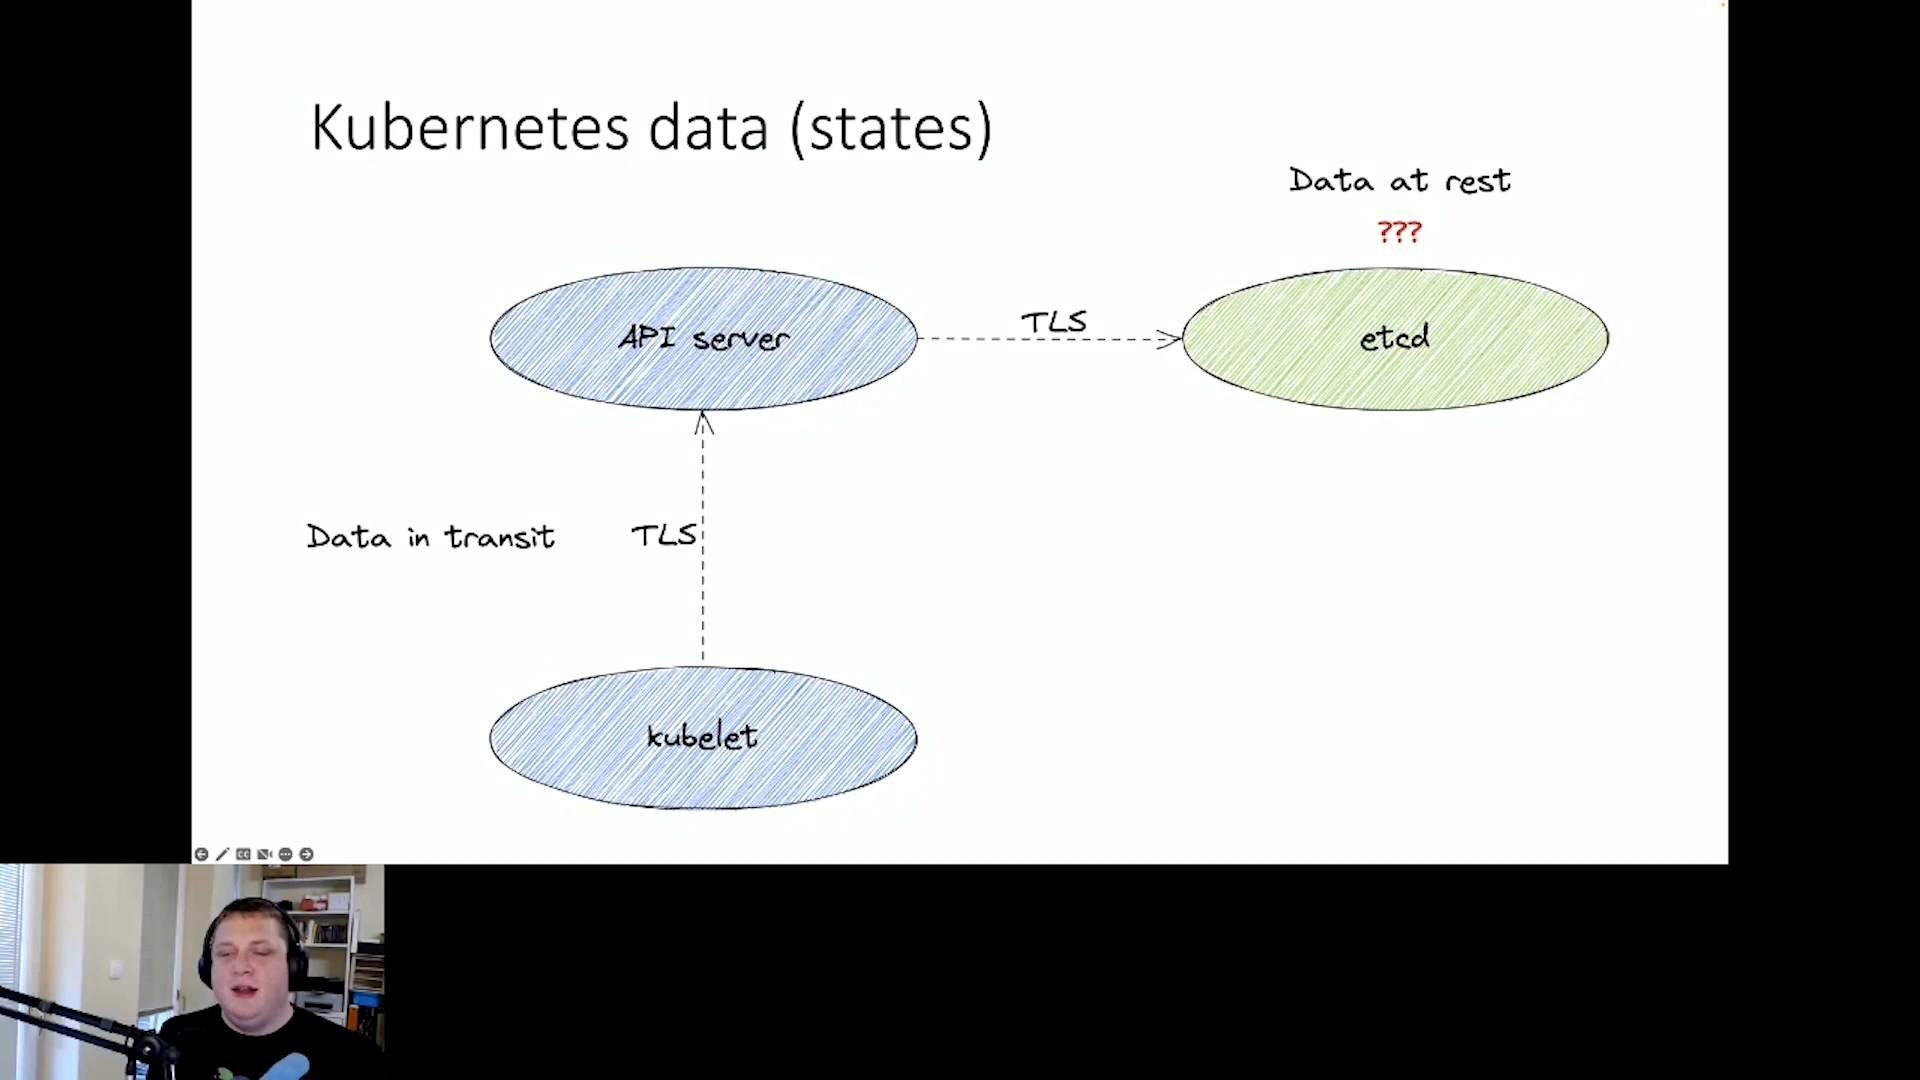 Kubernetes data (states)
Data at rest
???
API server
TLS
etcd
Data in transit
TLS
kubelet